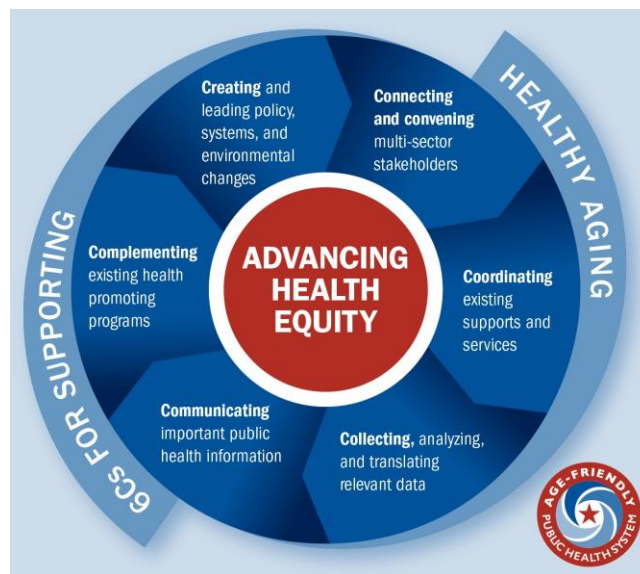 6Cs FOR SUPPORTING
HEALTHY AGING
Creating and
leading policy,
systems, and
environmental
changes
Connecting
and convening
multi-sector
stakeholders
Coordinating
existing
supports and
services
Collecting, analyzing,
and translating
relevant data
Communicating
important public
health information
Complementing
existing health
promoting
programs
ADVANCING
HEALTH
EQUITY
AGE-FRIENDLY
PUBLIC HEALTH SYSTEM